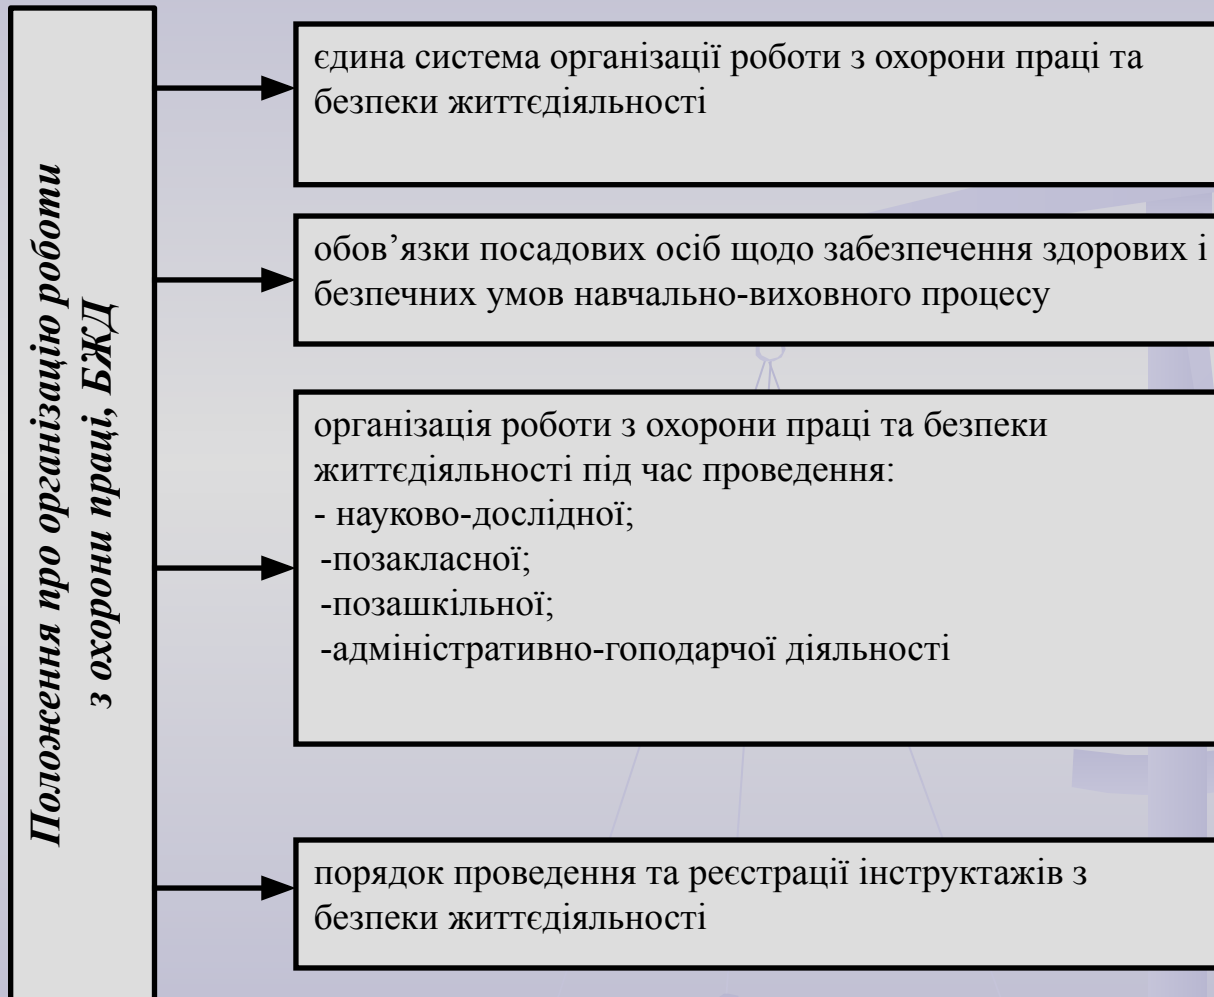 Положення про організацію роботи
з охорони праці, БЖД
єдина система організації роботи з охорони праці та
безпеки життєдіяльності
обов’язки посадових осіб щодо забезпечення здорових і
безпечних умов навчально-виховного процесу
організація роботи з охорони праці та безпеки
життєдіяльності під час проведення:
- науково-дослідної;
-позакласної;
-позашкільної;
-адміністративно-гоподарчої діяльності
порядок проведення та реєстрації інструктажів з
безпеки життєдіяльності